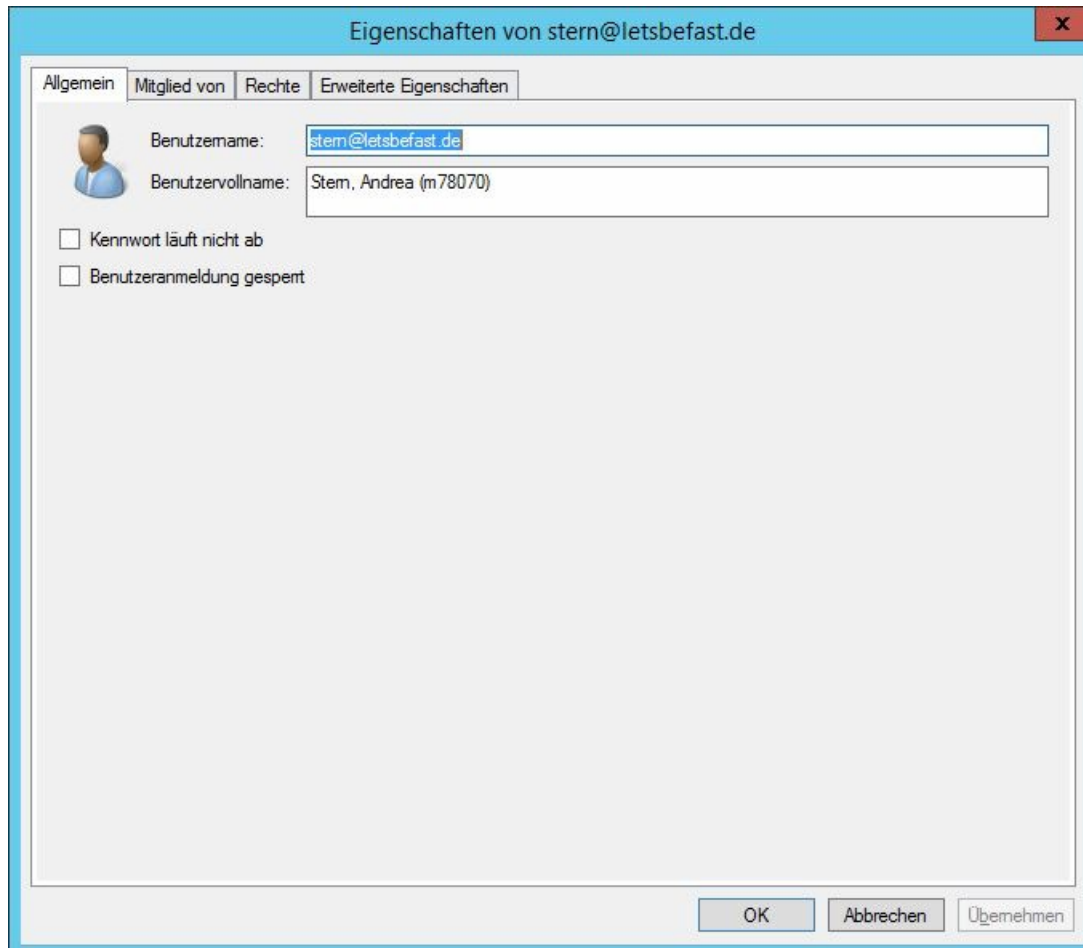 Eigenschaften von stern@letsbefast.de
x
Allgemein Mitglied von Rechte Erweiterte Eigenschaften
Benutzername: stern@letsbefast.de
Benutzervollname: Stern, Andrea (m78070)
Kennwort läuft nicht ab
Benutzeranmeldung gesperrt
OK Abbrechen Übernehmen